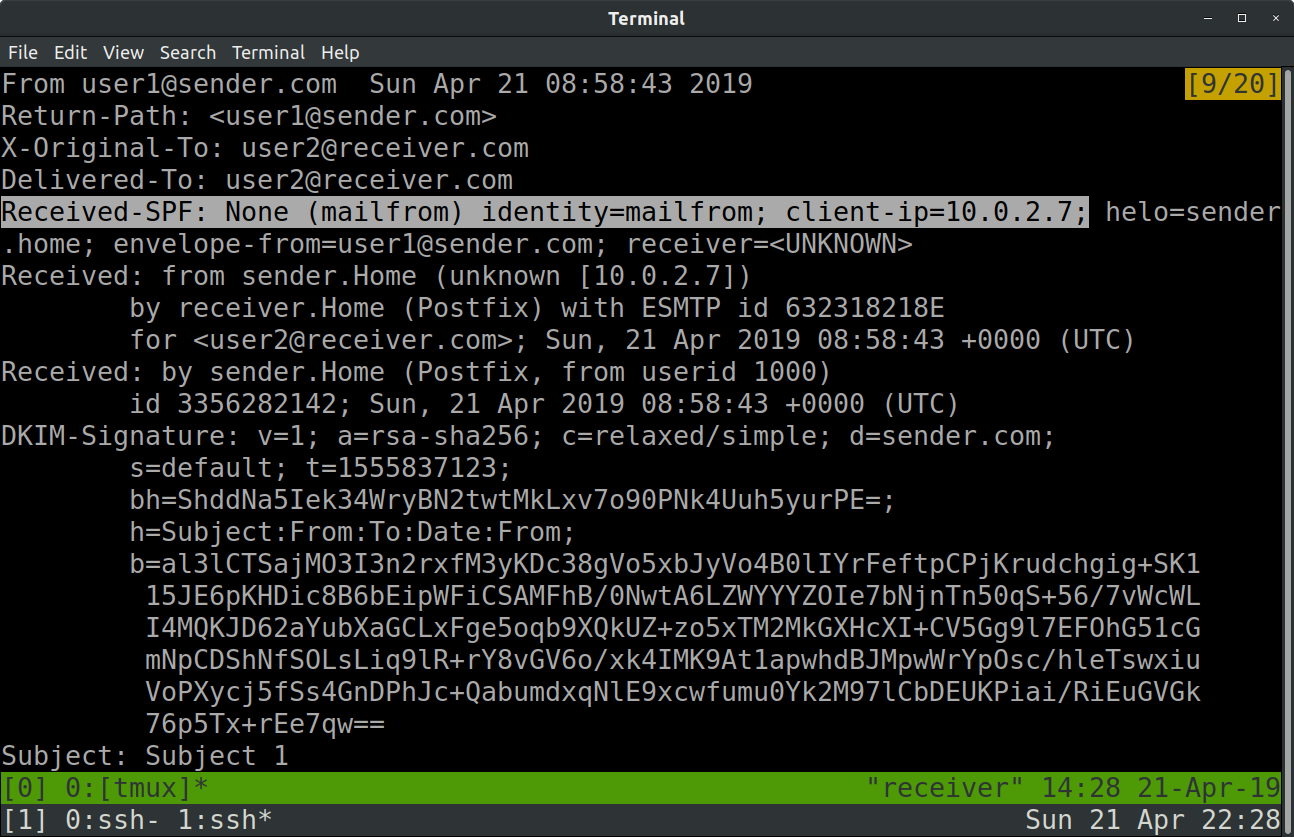 Terminal
File Edit View Search Terminal Help
From user1@sender.com  Sun Apr 21 08:58:43 2019 [9/20]
Return-Path: <user1@sender.com>
X-Original-To: user2@receiver.com
Delivered-To: user2@receiver.com
Received-SPF: None (mailfrom) identity=mailfrom; client-ip=10.0.2.7; helo=sender
.home; envelope-from=user1@sender.com; receiver=<UNKNOWN>
Received: from sender.Home (unknown [10.0.2.7])
        by receiver.Home (Postfix) with ESMTP id 632318218E
        for <user2@receiver.com>; Sun, 21 Apr 2019 08:58:43 +0000 (UTC)
Received: by sender.Home (Postfix, from userid 1000)
        id 3356282142; Sun, 21 Apr 2019 08:58:43 +0000 (UTC)
DKIM-Signature: v=1; a=rsa-sha256; c=relaxed/simple; d=sender.com;
        s=default; t=1555837123;
        bh=ShddNa5Iek34WryBN2twtMkLxv7o90PNk4Uuh5yurPE=;
        h=Subject:From:To:Date:From;
        b=al3lCTSajMO3I3n2rxfM3yKDc38gVo5xbJyVo4B0lIYrFeftpCPjKrudchgig+SK1
         15JE6pKHDic8B6bEipWFiCSAMFhB/0NwtA6LZWYYYZOIe7bNjnTn50qS+56/7vWcWL
         I4MQKJD62aYubXaGCLxFge5oqb9XQkUZ+zo5xTM2MkGXHcXI+CV5Gg9l7EFOhG51cG
         mNpCDShNfSOLsLiq9lR+rY8vGV6o/xk4IMK9At1apwhdBJMpwWrYpOsc/hleTswxiu
         VoPXycj5fSs4GnDPhJc+QabumdxqNlE9xcwfumu0Yk2M97lCbDEUKPiai/RiEuGVGk
         76p5Tx+rEe7qw==
Subject: Subject 1
[0] 0:[tmux]* "receiver" 14:28 21-Apr-19
[1] 0:ssh- 1:ssh* Sun 21 Apr 22:28